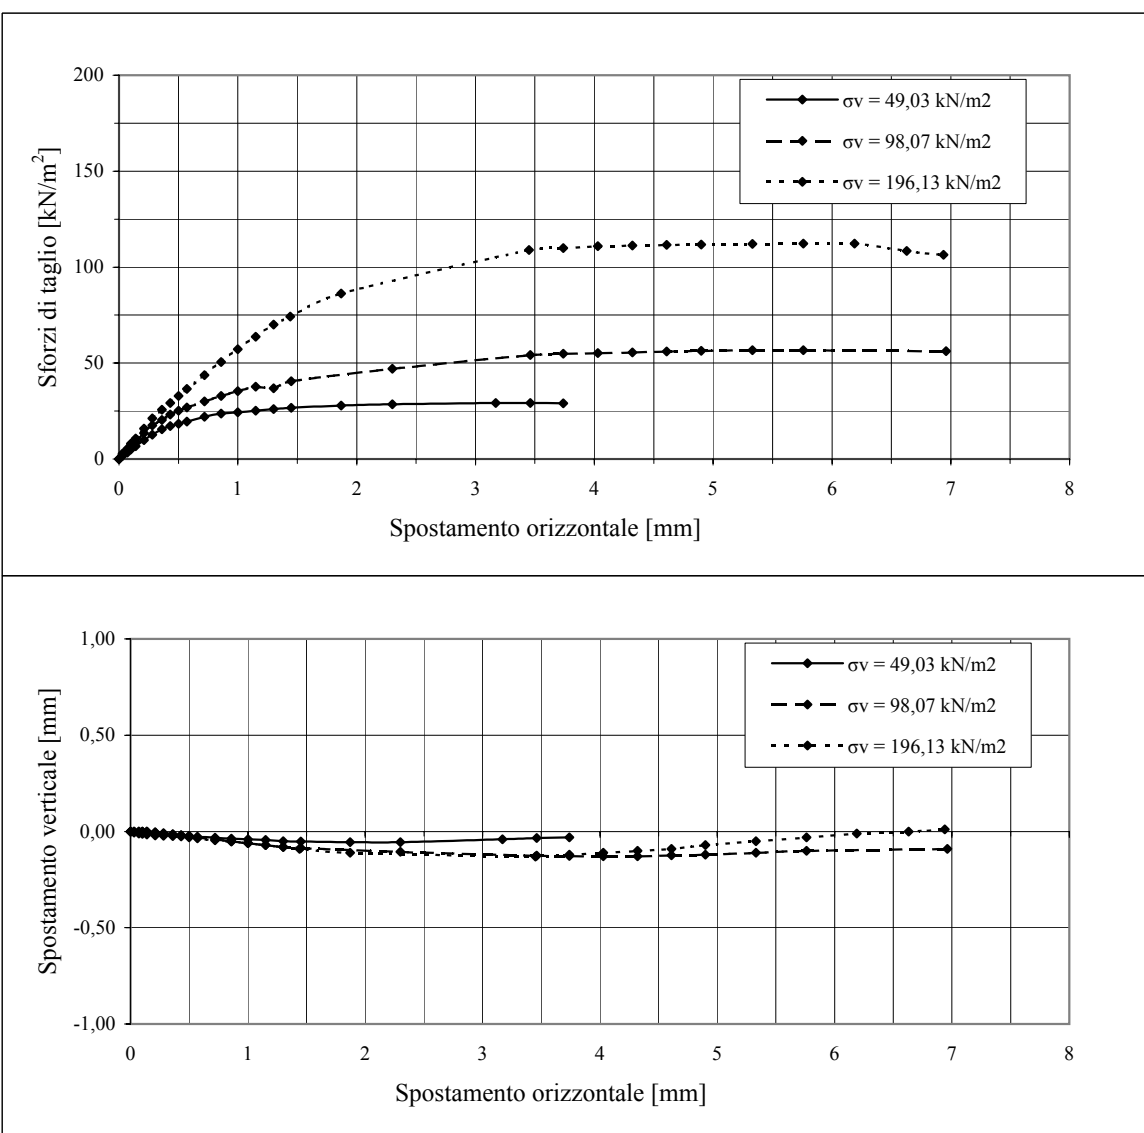 200
150
100
50
0
Sforzi di taglio [kN/m²]
σv = 49,03 kN/m2
σv = 98,07 kN/m2
σv = 196,13 kN/m2
0 1 2 3 4 5 6 7 8
Spostamento orizzontale [mm]
1,00
0,50
0,00
-0,50
-1,00
Spostamento verticale [mm]
σv = 49,03 kN/m2
σv = 98,07 kN/m2
σv = 196,13 kN/m2
0 1 2 3 4 5 6 7 8
Spostamento orizzontale [mm]